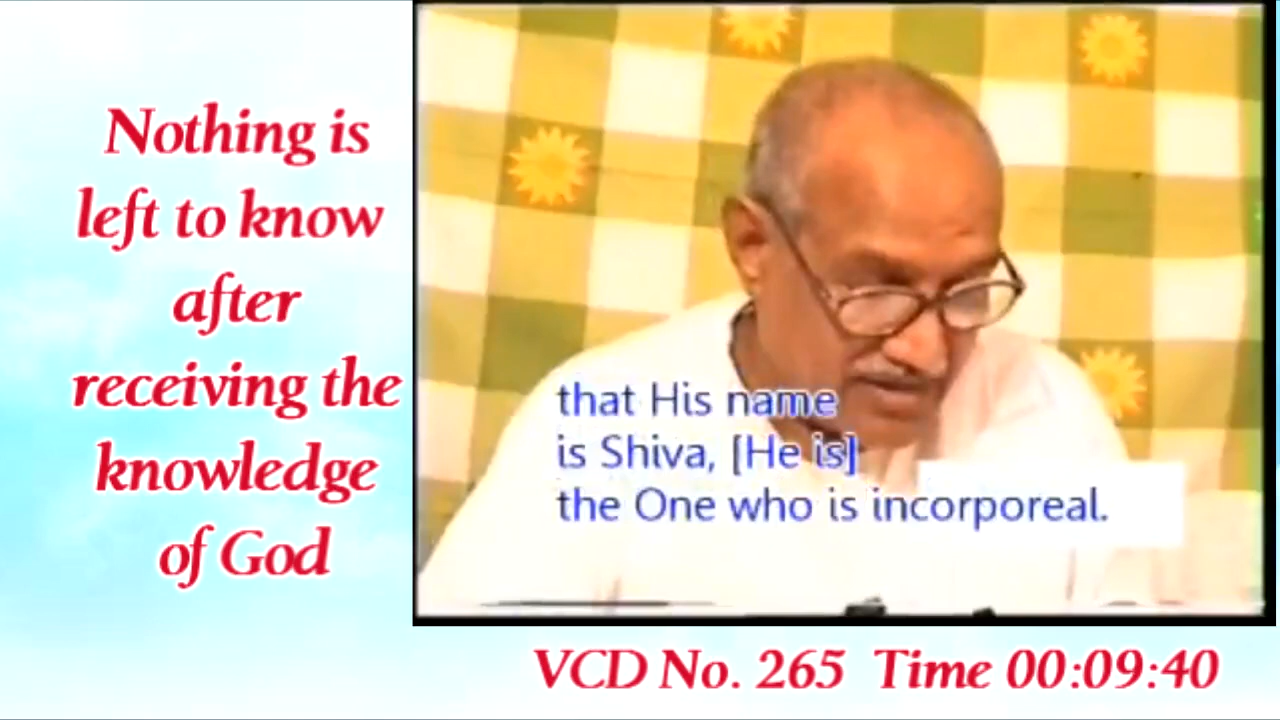 Nothing is
left to know
after
receiving the
knowledge
of God
that His name
is Shiva, [He is]
the One who is incorporeal.
VCD No. 265 Time 00:09:40